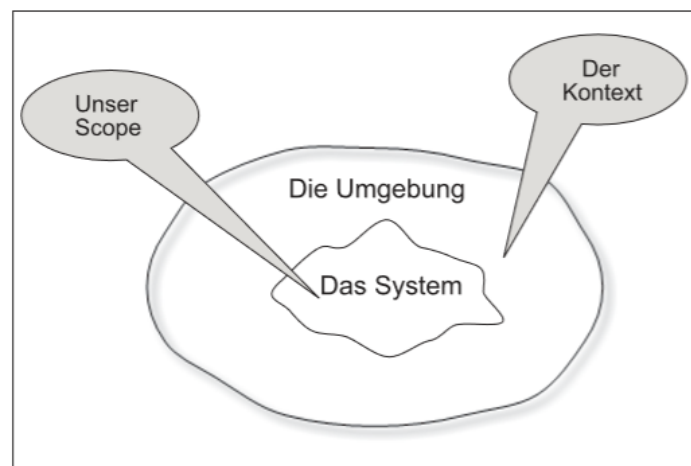 Unser
Scope
Der
Kontext
Die Umgebung
Das System